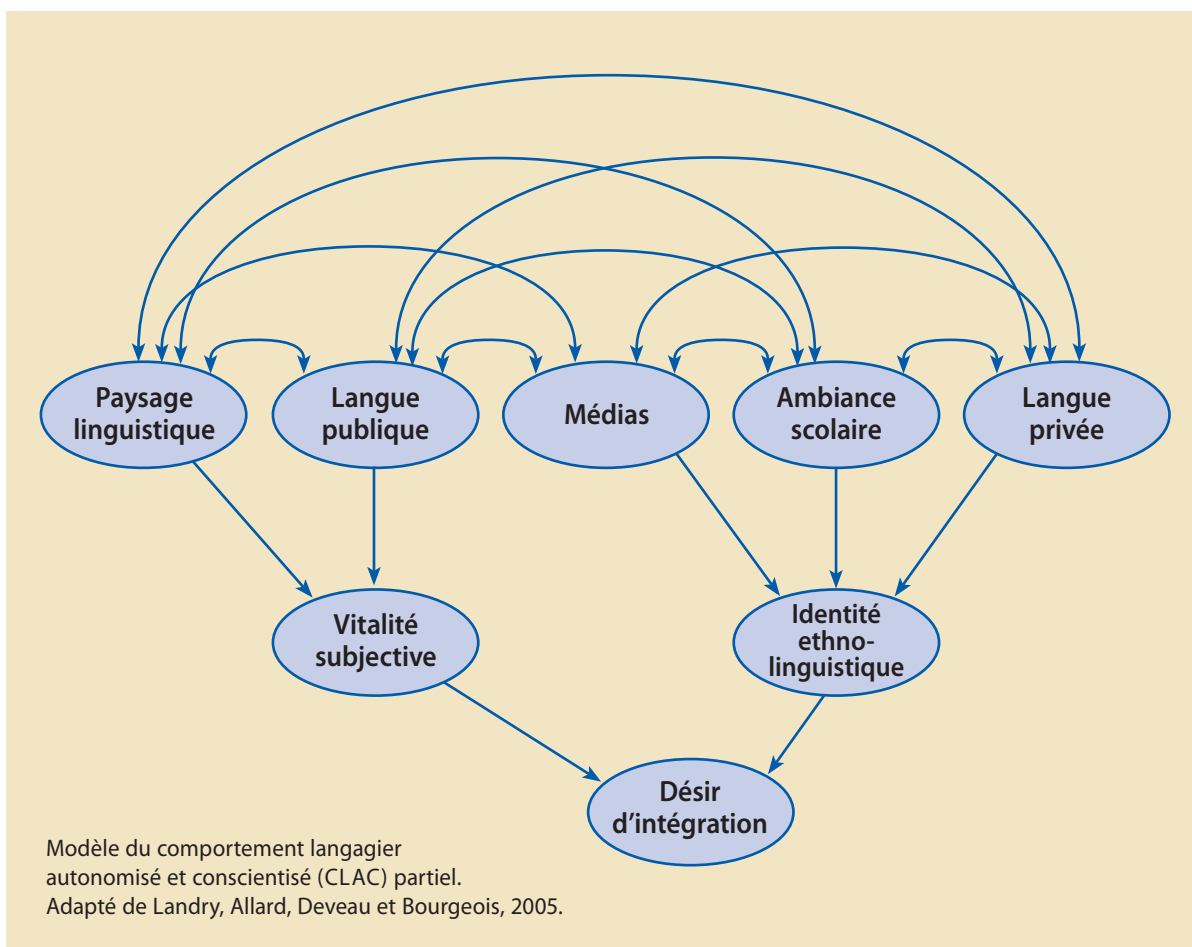 Paysage
linguistique
Langue
publique
Médias
Ambiance
scolaire
Langue
privée
Vitalité
subjective
Identité
ethno-
linguistique
Désir
d'intégration
Modèle du comportement langagier
autonomisé et conscientisé (CLAC) partiel.
Adapté de Landry, Allard, Deveau et Bourgeois, 2005.